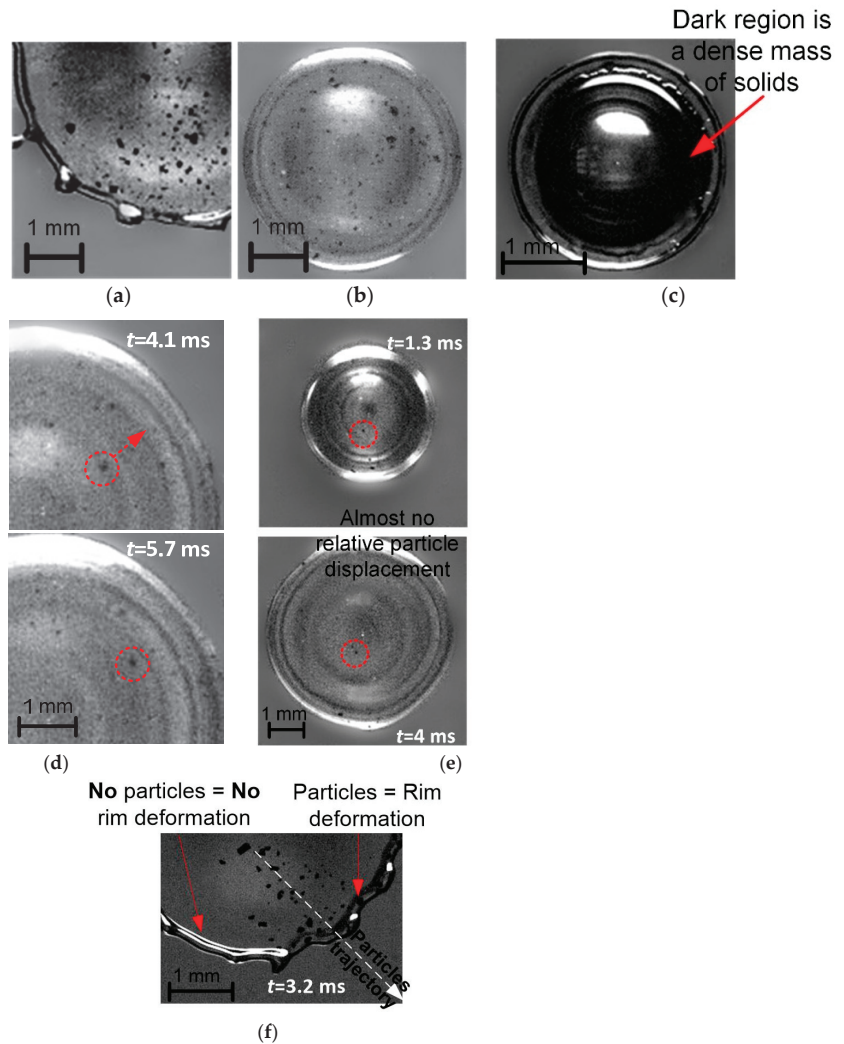 Dark region is
a dense mass
of solids
1 mm
1 mm
1 mm
(a)
(b)
(c)
t=4.1 ms
t=1.3 ms
Almost no
relative particle
displacement
t=5.7 ms
1 mm
1 mm
t=4 ms
(d)
(e)
No particles = No
rim deformation
Particles = Rim
deformation
Particles
trajectory
1 mm
t=3.2 ms
(f)